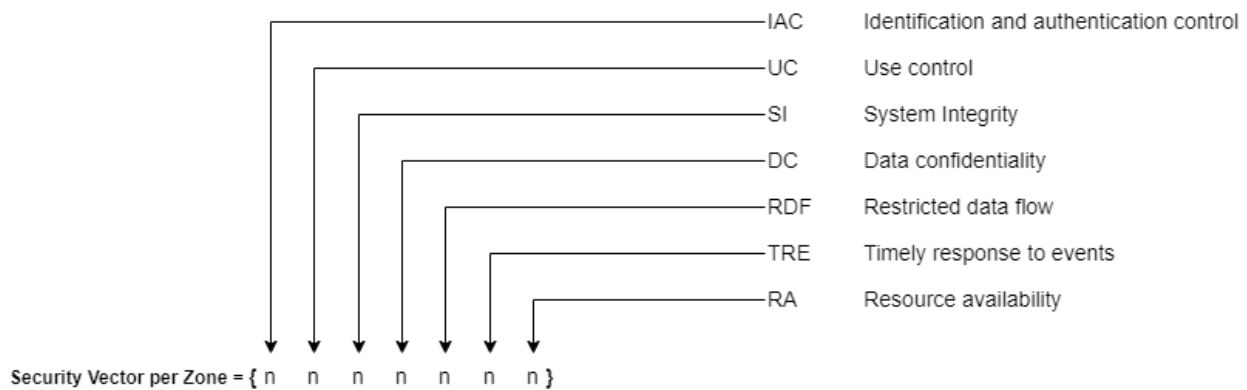 IAC Identification and authentication control
UC Use control
SI System Integrity
DC Data confidentiality
RDF Restricted data flow
TRE Timely response to events
RA Resource availability
Security Vector per Zone = { n n n n n n n }